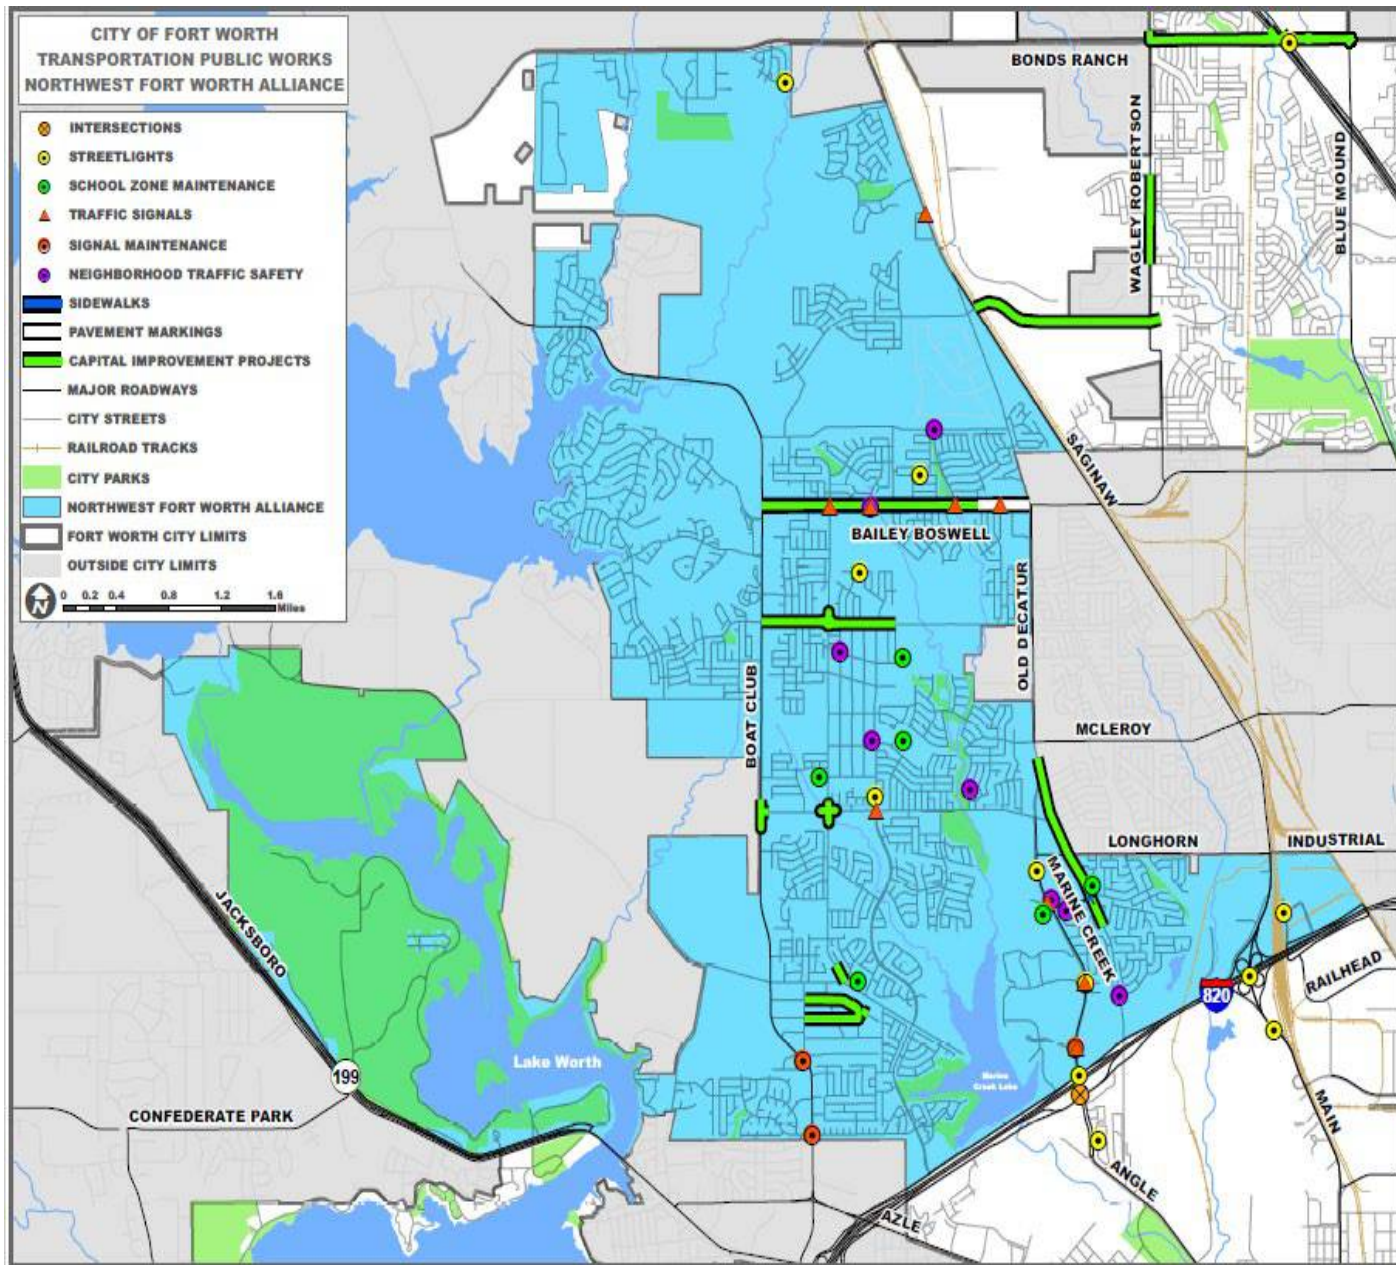 CITY OF FORT WORTH
TRANSPORTATION PUBLIC WORKS
NORTHWEST FORT WORTH ALLIANCE
INTERSECTIONS
STREETLIGHTS
SCHOOL ZONE MAINTENANCE
TRAFFIC SIGNALS
SIGNAL MAINTENANCE
NEIGHBORHOOD TRAFFIC SAFETY
SIDEWALKS
PAVEMENT MARKINGS
CAPITAL IMPROVEMENT PROJECTS
MAJOR ROADWAYS
CITY STREETS
RAILROAD TRACKS
CITY PARKS
NORTHWEST FORT WORTH ALLIANCE
FORT WORTH CITY LIMITS
OUTSIDE CITY LIMITS
N
0 0.2 0.4 0.8 1.2 1.6
Miles
BONDS RANCH
WAGLEY ROBERTSON
BLUE MOUND
SAGINAW
BAILEY BOSWELL
OLD DECATUR
BOAT CLUB
MCLEROY
LONGHORN
INDUSTRIAL
MARINE CREEK
JACKSBORO
RAILHEAD
820
Lake Worth
Marine
Creek Lake
199
CONFEDERATE PARK
MAIN
ANGLE
AZLE